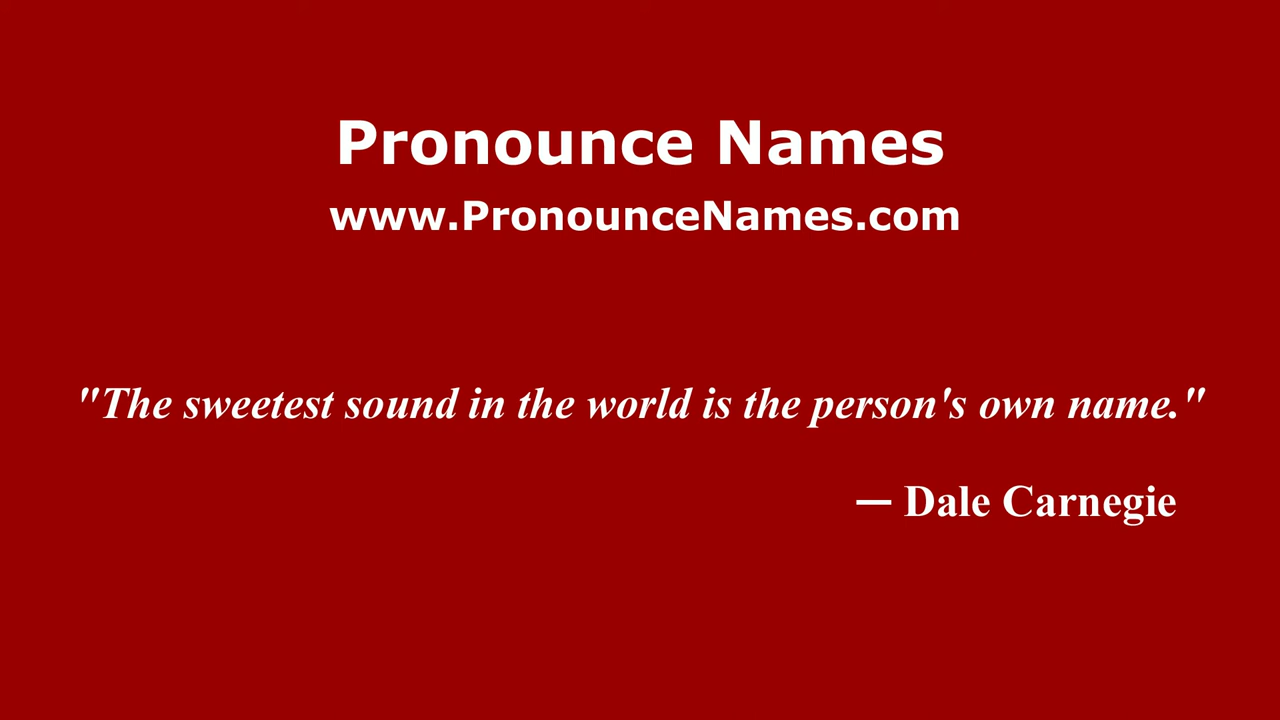 Pronounce Names
www.PronounceNames.com
"The sweetest sound in the world is the person's own name."
— Dale Carnegie